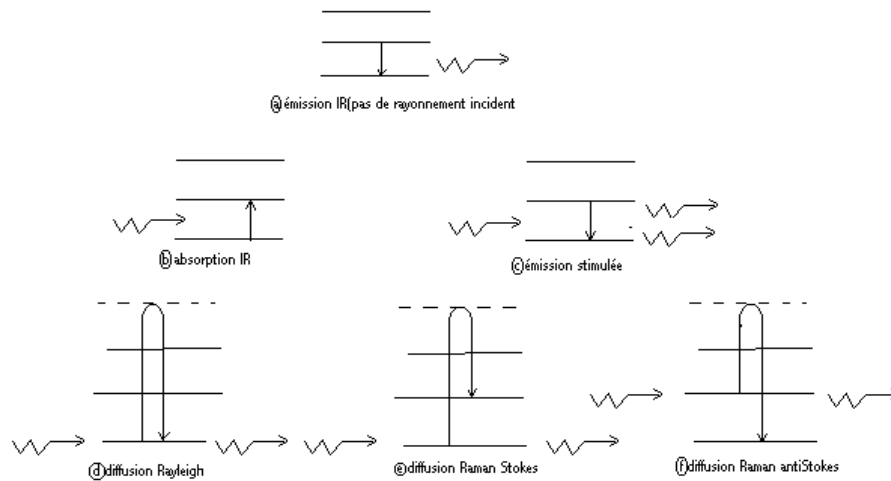 ⓐémission IR(pas de rayonnement incident
ⓑabsorption IR
ⓒémission stimulée
ⓓdiffusion Rayleigh
ⓔdiffusion Raman Stokes
ⓕdiffusion Raman antiStokes